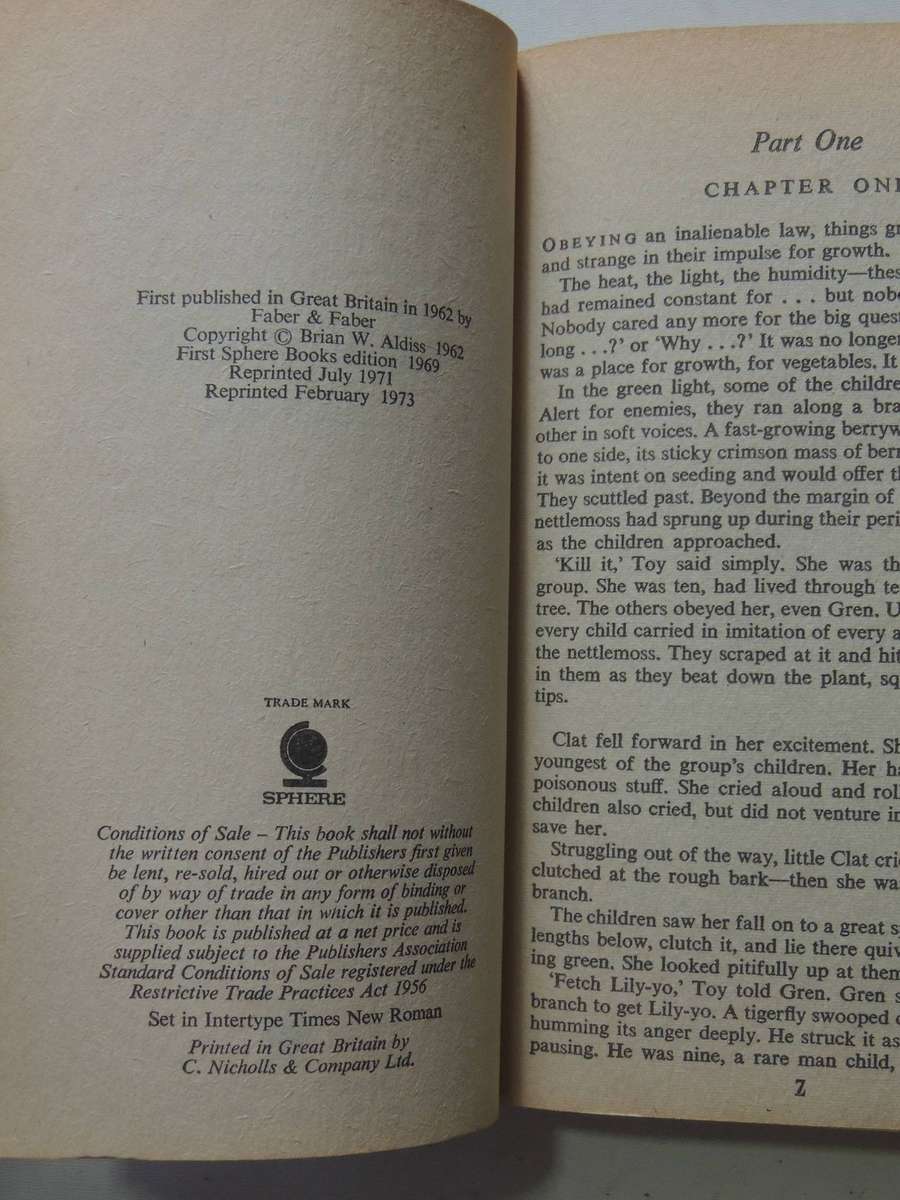 First published in Great Britain in 1962 by
Faber & Faber
Copyright © Brian W. Aldiss 1962
First Sphere Books edition 1969
Reprinted July 1971
Reprinted February 1973
TRADE MARK
SPHERE
Conditions of Sale – This book shall not without
the written consent of the Publishers first given
be lent, re-sold, hired out or otherwise disposed
of by way of trade in any form of binding or
cover other than that in which it is published.
This book is published at a net price and is
supplied subject to the Publishers Association
Standard Conditions of Sale registered under the
Restrictive Trade Practices Act 1956
Set in Intertype Times New Roman
Printed in Great Britain by
C. Nicholls & Company Ltd.
Part One
CHAPTER ONE
OBEYING an inalienable law, things
and strange in their impulse for growth.
The heat, the light, the humidity—these
had remained constant for . . . but
Nobody cared any more for the big
long . . .?' or 'Why . . .?' It was no longer
was a place for growth, for vegetables. It
In the green light, some of the children
Alert for enemies, they ran along a
other in soft voices. A fast-growing
to one side, its sticky crimson mass of
it was intent on seeding and would offer
They scuttled past. Beyond the margin of
nettlemoss had sprung up during their
as the children approached.
'Kill it,' Toy said simply. She was
group. She was ten, had lived through
tree. The others obeyed her, even Gren.
every child carried in imitation of every
the nettlemoss. They scraped at it and hit
in them as they beat down the plant,
tips.
Clat fell forward in her excitement.
youngest of the group's children. Her
poisonous stuff. She cried aloud and
children also cried, but did not venture
save her.
Struggling out of the way, little Clat
clutched at the rough bark—then she was
branch.
The children saw her fall on to a great
lengths below, clutch it, and lie there
ing green. She looked pitifully up at them
'Fetch Lily-yo,' Toy told Gren. Gren
branch to get Lily-yo. A tigerfly swooped
humming its anger deeply. He struck it
pausing. He was nine, a rare man child,
7